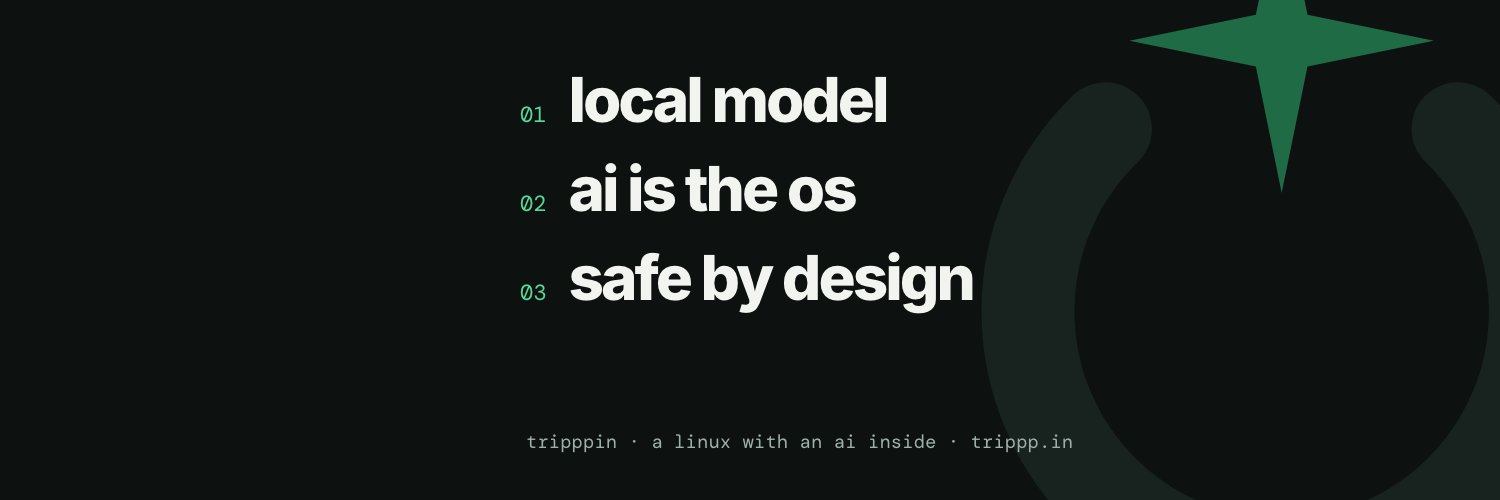 01 local model
02 ai is the os
03 safe by design
tripppin · a linux with an ai inside · trippp.in